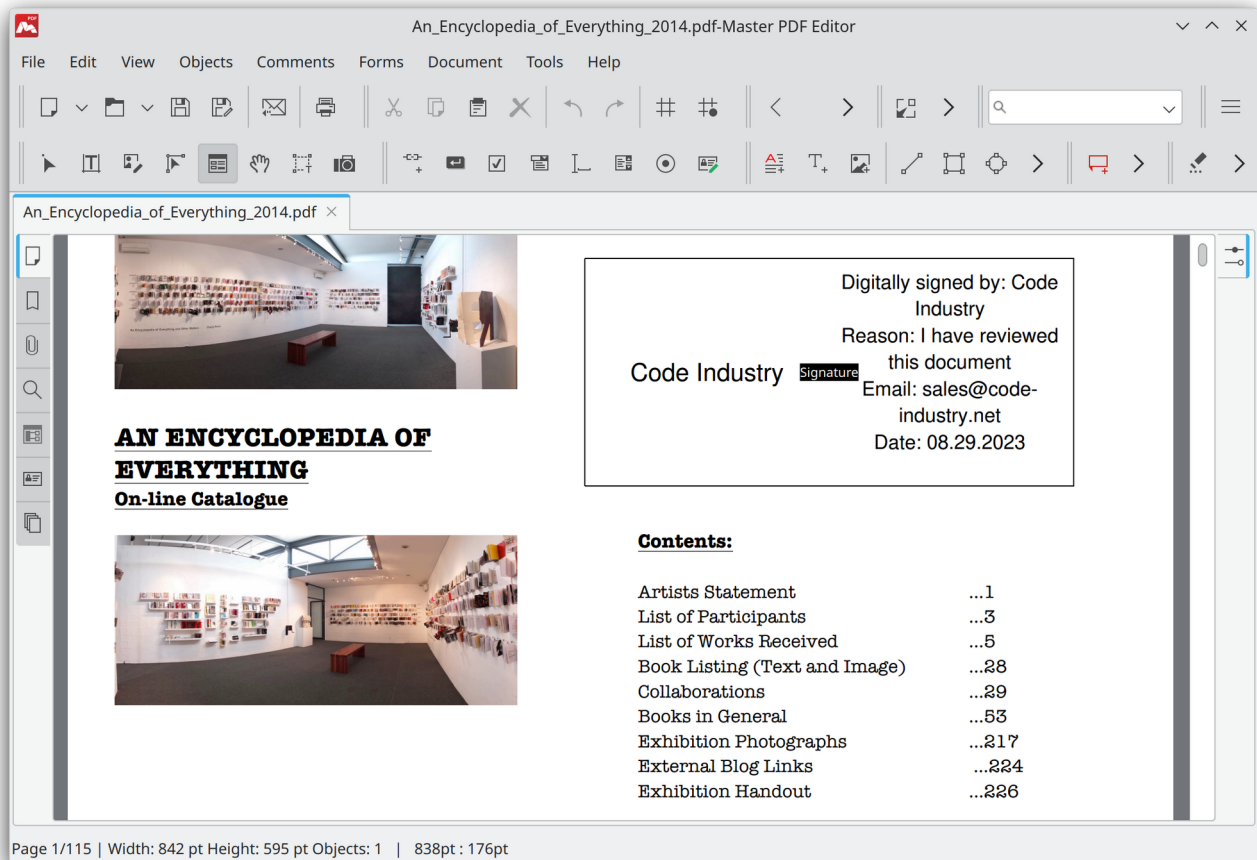 An_Encyclopedia_of_Everything_2014.pdf-Master PDF Editor
File Edit View Objects Comments Forms Document Tools Help
An_Encyclopedia_of_Everything_2014.pdf
Digitally signed by: Code
Industry
Reason: I have reviewed
this document
Code Industry
Signature
Email: sales@code-
industry.net
Date: 08.29.2023
AN ENCYCLOPEDIA OF
EVERYTHING
On-line Catalogue
Contents:
Artists Statement ...1
List of Participants ...3
List of Works Received ...5
Book Listing (Text and Image) ...28
Collaborations ...29
Books in General ...53
Exhibition Photographs ...217
External Blog Links ...224
Exhibition Handout ...226
Page 1/115 | Width: 842 pt Height: 595 pt Objects: 1 | 838pt : 176pt